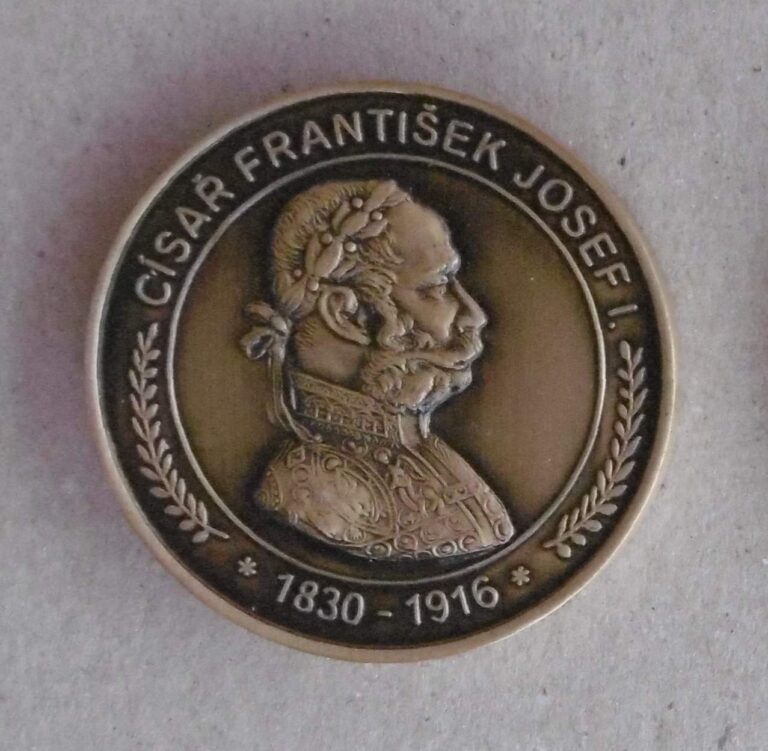 CÍSAŘ FRANTIŠEK JOSEF I.
* 1830 - 1916 *